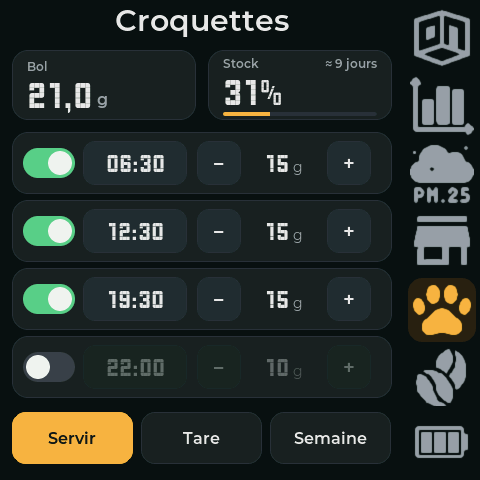 Croquettes
Bol
21,0 g
Stock
≈ 9 jours
31%
06:30 − 15 g +
12:30 − 15 g +
19:30 − 15 g +
22:00 − 10 g +
Servir
Tare
Semaine
PM.25